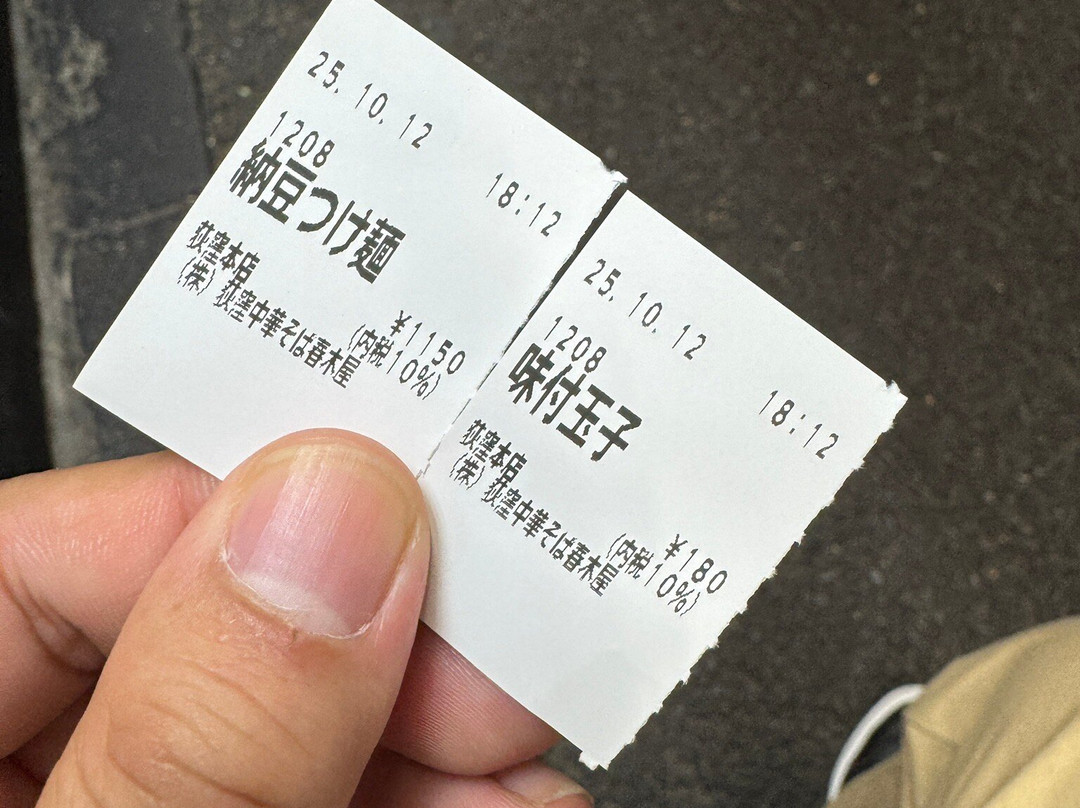 25.10.12
18:12
1208
納豆つけ麺
¥1150
(内税10%)
荻窪本店
(株)荻窪中華そば春木屋
25.10.12
18:12
1208
味付玉子
¥180
(内税10%)
荻窪本店
(株)荻窪中華そば春木屋